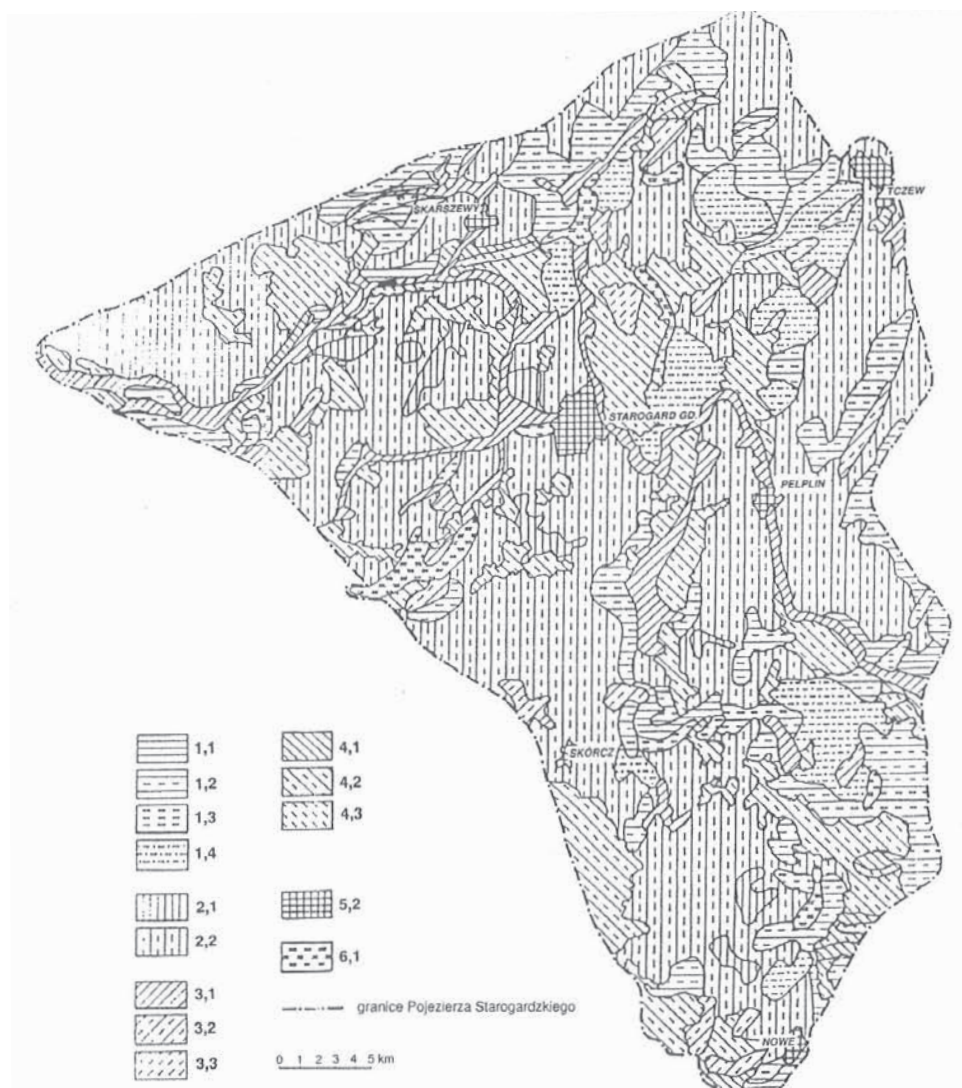 SKARSZEWY
TCZEW
STAROGARD GD.
PELPLIN
SKÓRCZ
NOWE
1,1
1,2
1,3
1,4
2,1
2,2
3,1
3,2
3,3
4,1
4,2
4,3
5,2
6,1
granice Pojezierza Starogardzkiego
0 1 2 3 4 5 km